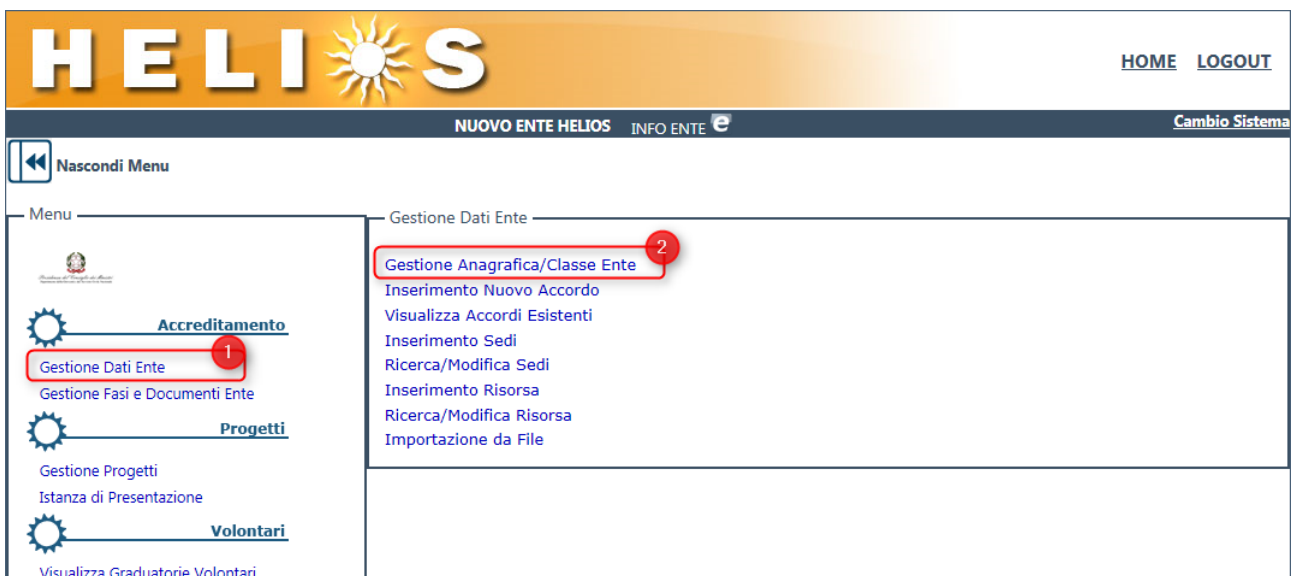 HELIOS
HOME LOGOUT
NUOVO ENTE HELIOS INFO ENTE e
Cambio Sistema
Nascondi Menu
Menu
Accreditamento
1
Gestione Dati Ente
Gestione Fasi e Documenti Ente
Progetti
Gestione Progetti
Istanza di Presentazione
Volontari
Visualizza Graduatorie Volontari
Gestione Dati Ente
2
Gestione Anagrafica/Classe Ente
Inserimento Nuovo Accordo
Visualizza Accordi Esistenti
Inserimento Sedi
Ricerca/Modifica Sedi
Inserimento Risorsa
Ricerca/Modifica Risorsa
Importazione da File